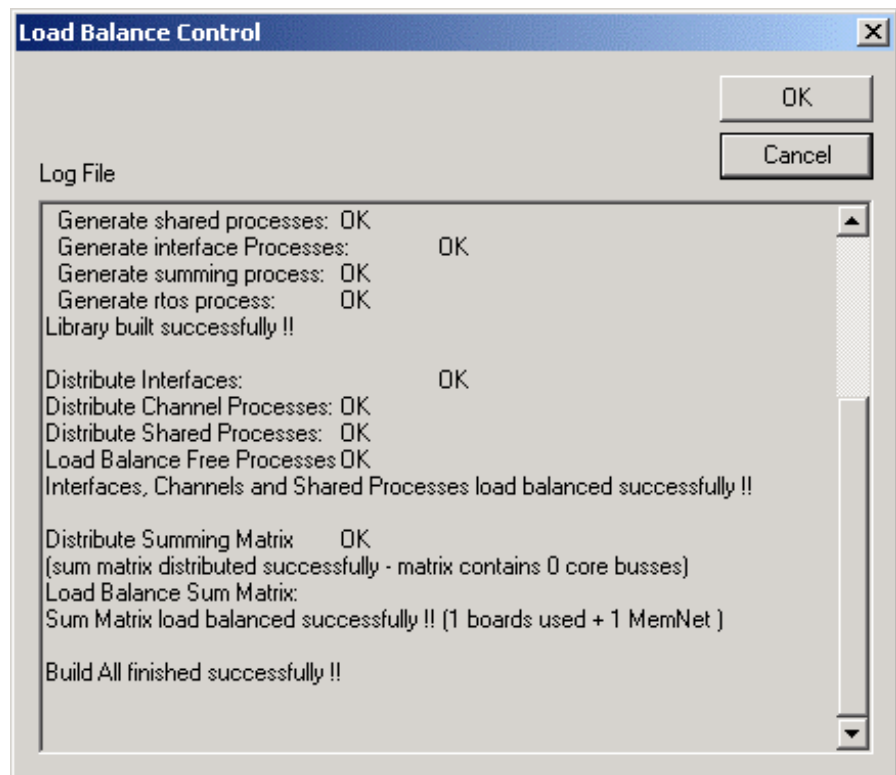 Load Balance Control
OK
Cancel
Log File
Generate shared processes: OK
Generate interface Processes: OK
Generate summing process: OK
Generate rtos process: OK
Library built successfully !!
Distribute Interfaces: OK
Distribute Channel Processes: OK
Distribute Shared Processes: OK
Load Balance Free Processes OK
Interfaces, Channels and Shared Processes load balanced successfully !!
Distribute Summing Matrix OK
(sum matrix distributed successfully - matrix contains 0 core busses)
Load Balance Sum Matrix:
Sum Matrix load balanced successfully !! (1 boards used + 1 MemNet )
Build All finished successfully !!